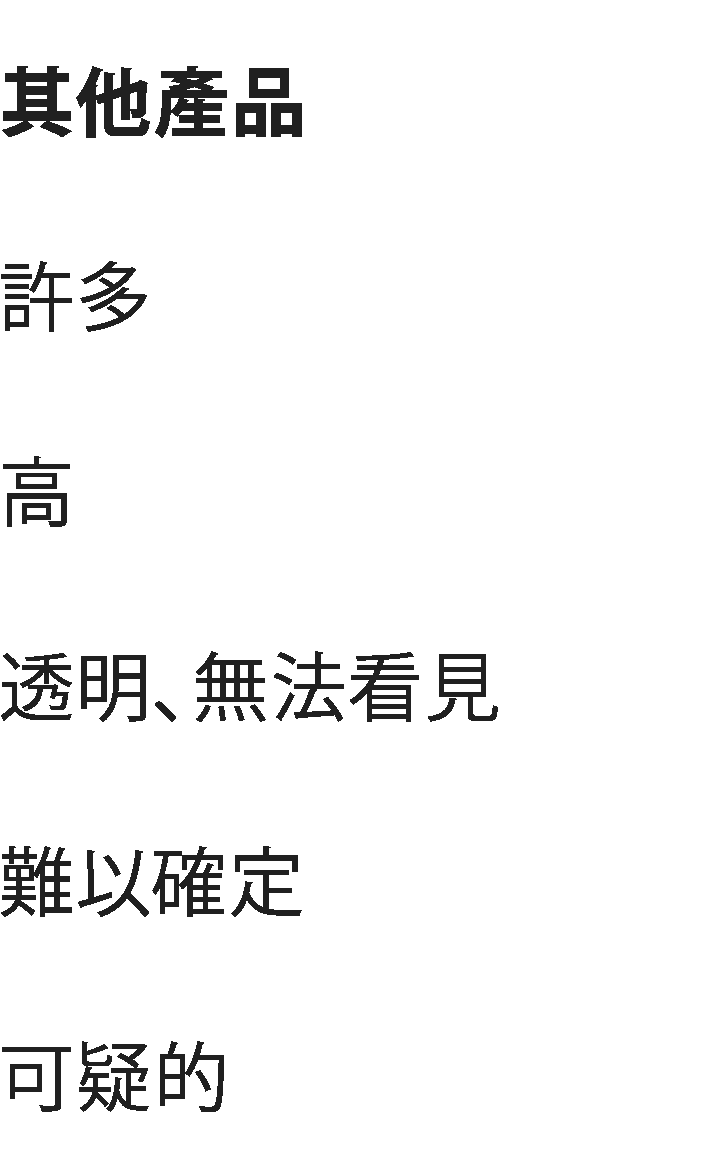 其他產品
許多
高
透明、無法看見
難以確定
可疑的